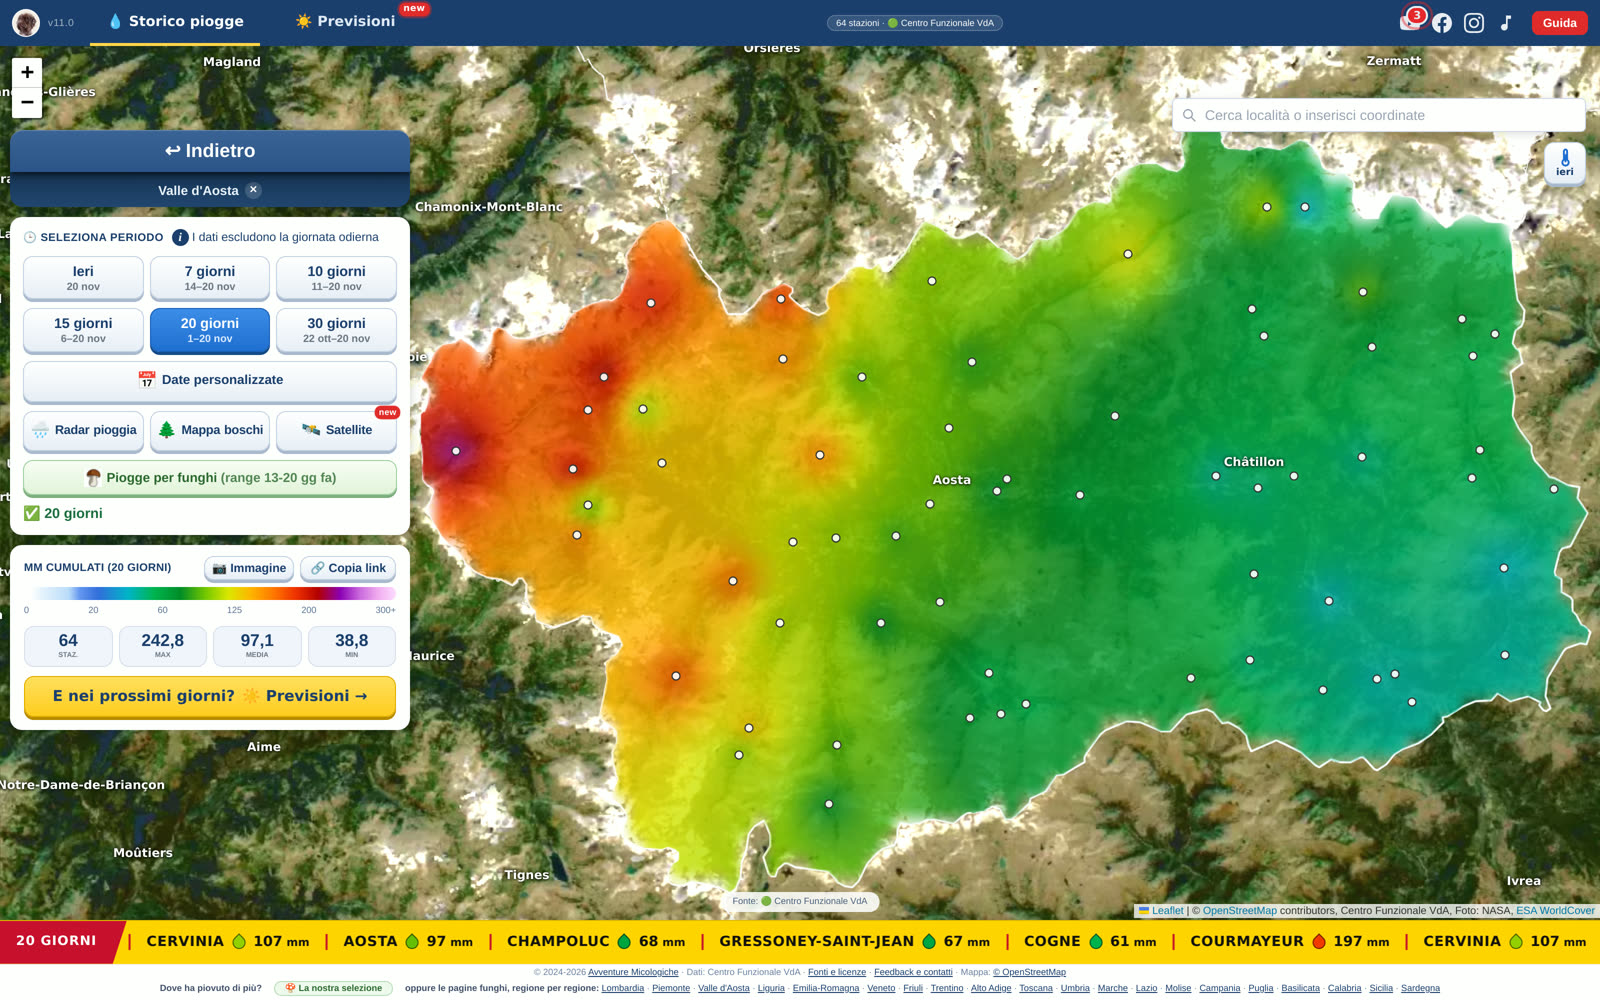 v11.0
Storico piogge
Previsioni
new
64 stazioni · Centro Funzionale VdA
3
Guida
Magland
Orsières
Zermatt
-Glières
+
−
Cerca località o inserisci coordinate
ieri
↩ Indietro
Valle d'Aosta ×
Chamonix-Mont-Blanc
SELEZIONA PERIODO
i
I dati escludono la giornata odierna
Ieri
20 nov
7 giorni
14–20 nov
10 giorni
11–20 nov
15 giorni
6–20 nov
20 giorni
1–20 nov
30 giorni
22 ott–20 nov
Date personalizzate
new
Radar pioggia
Mappa boschi
Satellite
Piogge per funghi (range 13-20 gg fa)
20 giorni
Châtillon
Aosta
MM CUMULATI (20 GIORNI)
Immagine
Copia link
0 20 60 125 200 300+
64
STAZ.
242,8
MAX
97,1
MEDIA
38,8
MIN
aurice
E nei prossimi giorni? Previsioni →
Aime
Notre-Dame-de-Briançon
Moûtiers
Tignes
Ivrea
Fonte: Centro Funzionale VdA
Leaflet | © OpenStreetMap contributors, Centro Funzionale VdA, Foto: NASA, ESA WorldCover
20 GIORNI
| CERVINIA 107 mm | AOSTA 97 mm | CHAMPOLUC 68 mm | GRESSONEY-SAINT-JEAN 67 mm | COGNE 61 mm | COURMAYEUR 197 mm | CERVINIA 107 mm
© 2024-2026 Avventure Micologiche · Dati: Centro Funzionale VdA · Fonti e licenze · Feedback e contatti · Mappa: © OpenStreetMap
Dove ha piovuto di più? La nostra selezione oppure le pagine funghi, regione per regione: Lombardia · Piemonte · Valle d'Aosta · Liguria · Emilia-Romagna · Veneto · Friuli · Trentino · Alto Adige · Toscana · Umbria · Marche · Lazio · Molise · Campania · Puglia · Basilicata · Calabria · Sicilia · Sardegna